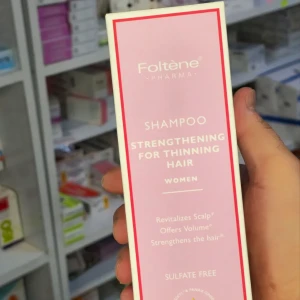 Foltène®
PHARMA
SHAMPOO
STRENGTHENING
FOR THINNING
HAIR
WOMEN
Revitalizes Scalp
Offers Volume
Strengthens the Hair
SULFATE FREE